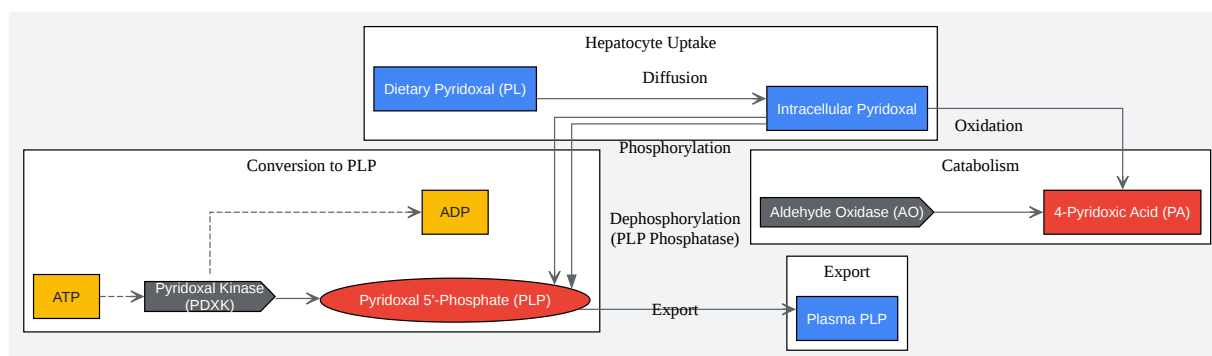 Hepatocyte Uptake
Dietary Pyridoxal (PL)
Diffusion
Intracellular Pyridoxal
Oxidation
Phosphorylation
Conversion to PLP
ADP
ATP
Pyridoxal Kinase
(PDXK)
Pyridoxal 5'-Phosphate (PLP)
Dephosphorylation
(PLP Phosphatase)
Catabolism
Aldehyde Oxidase (AO)
4-Pyridoxic Acid (PA)
Export
Export
Plasma PLP